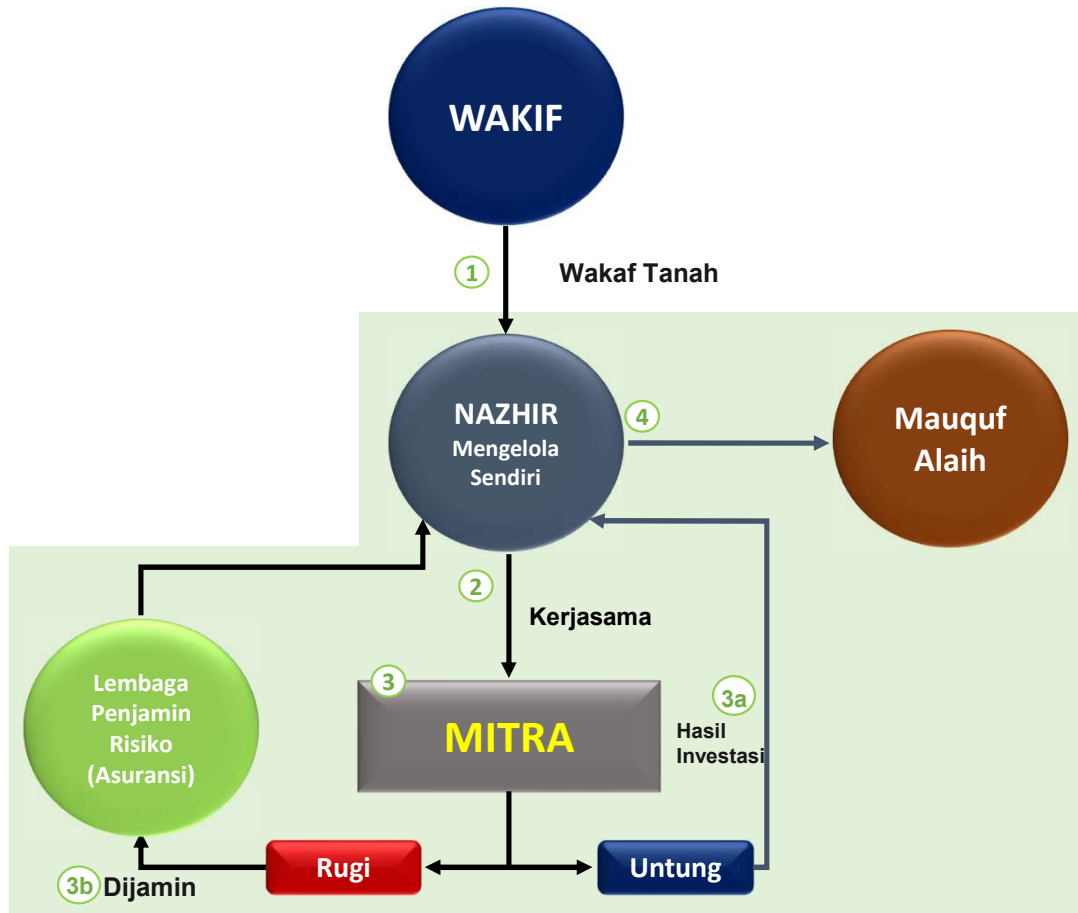 WAKIF
1
Wakaf Tanah
NAZHIR
Mengelola
Sendiri
4
Mauquf
Alaih
2
Kerjasama
3
MITRA
3a
Hasil
Investasi
Lembaga
Penjamin
Risiko
(Asuransi)
Rugi
Untung
3b
Dijamin